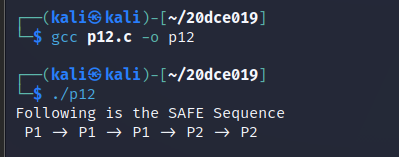 ┌──(kali㉿kali)-[~/20dce019]
└─$ gcc p12.c -o p12
┌──(kali㉿kali)-[~/20dce019]
└─$ ./p12
Following is the SAFE Sequence
P1 → P1 → P1 → P2 → P2